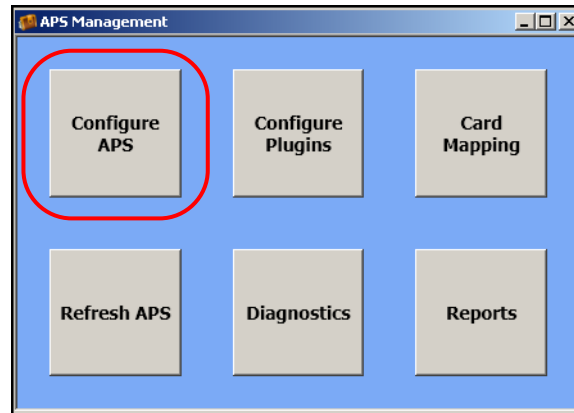 APS Management
Configure
APS
Configure
Plugins
Card
Mapping
Refresh APS
Diagnostics
Reports